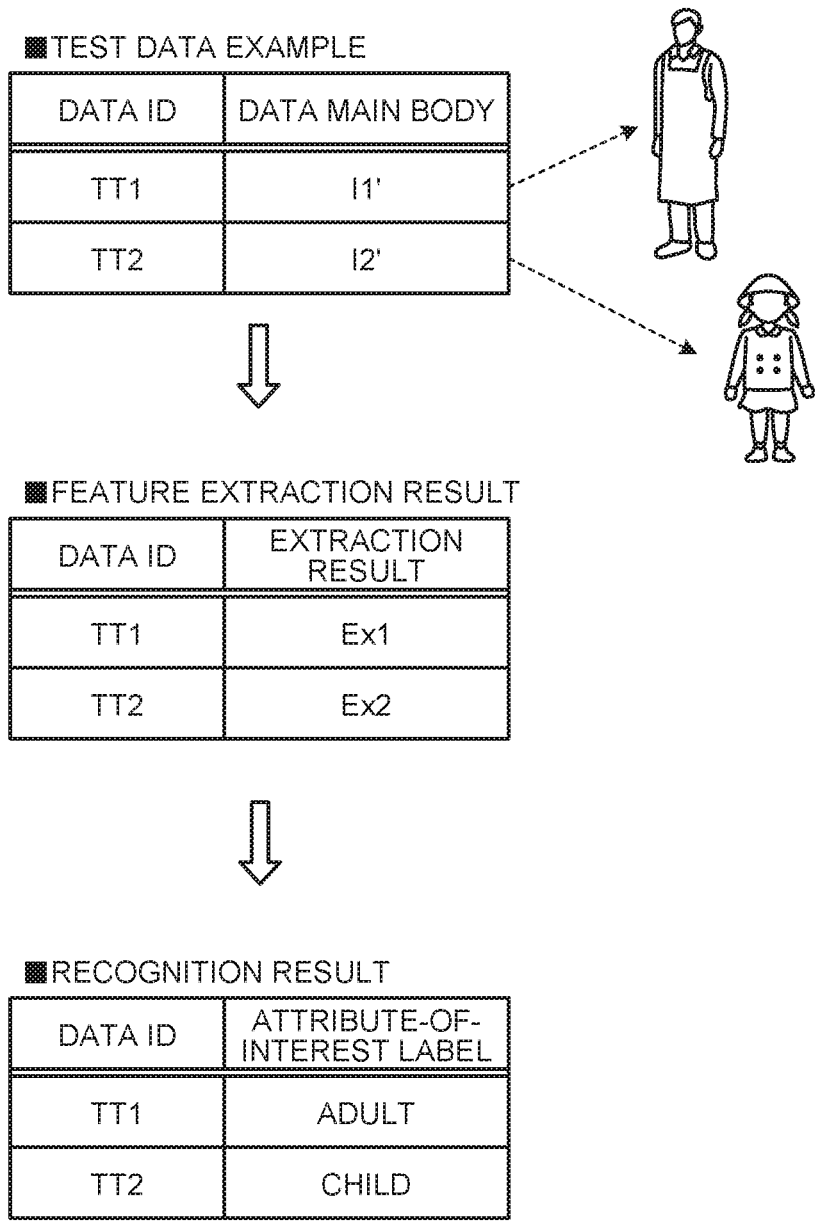 ■TEST DATA EXAMPLE
DATA ID DATA MAIN BODY
TT1 I1'
TT2 I2'
■FEATURE EXTRACTION RESULT
DATA ID EXTRACTION
RESULT
TT1 Ex1
TT2 Ex2
■RECOGNITION RESULT
DATA ID ATTRIBUTE-OF-
INTEREST LABEL
TT1 ADULT
TT2 CHILD